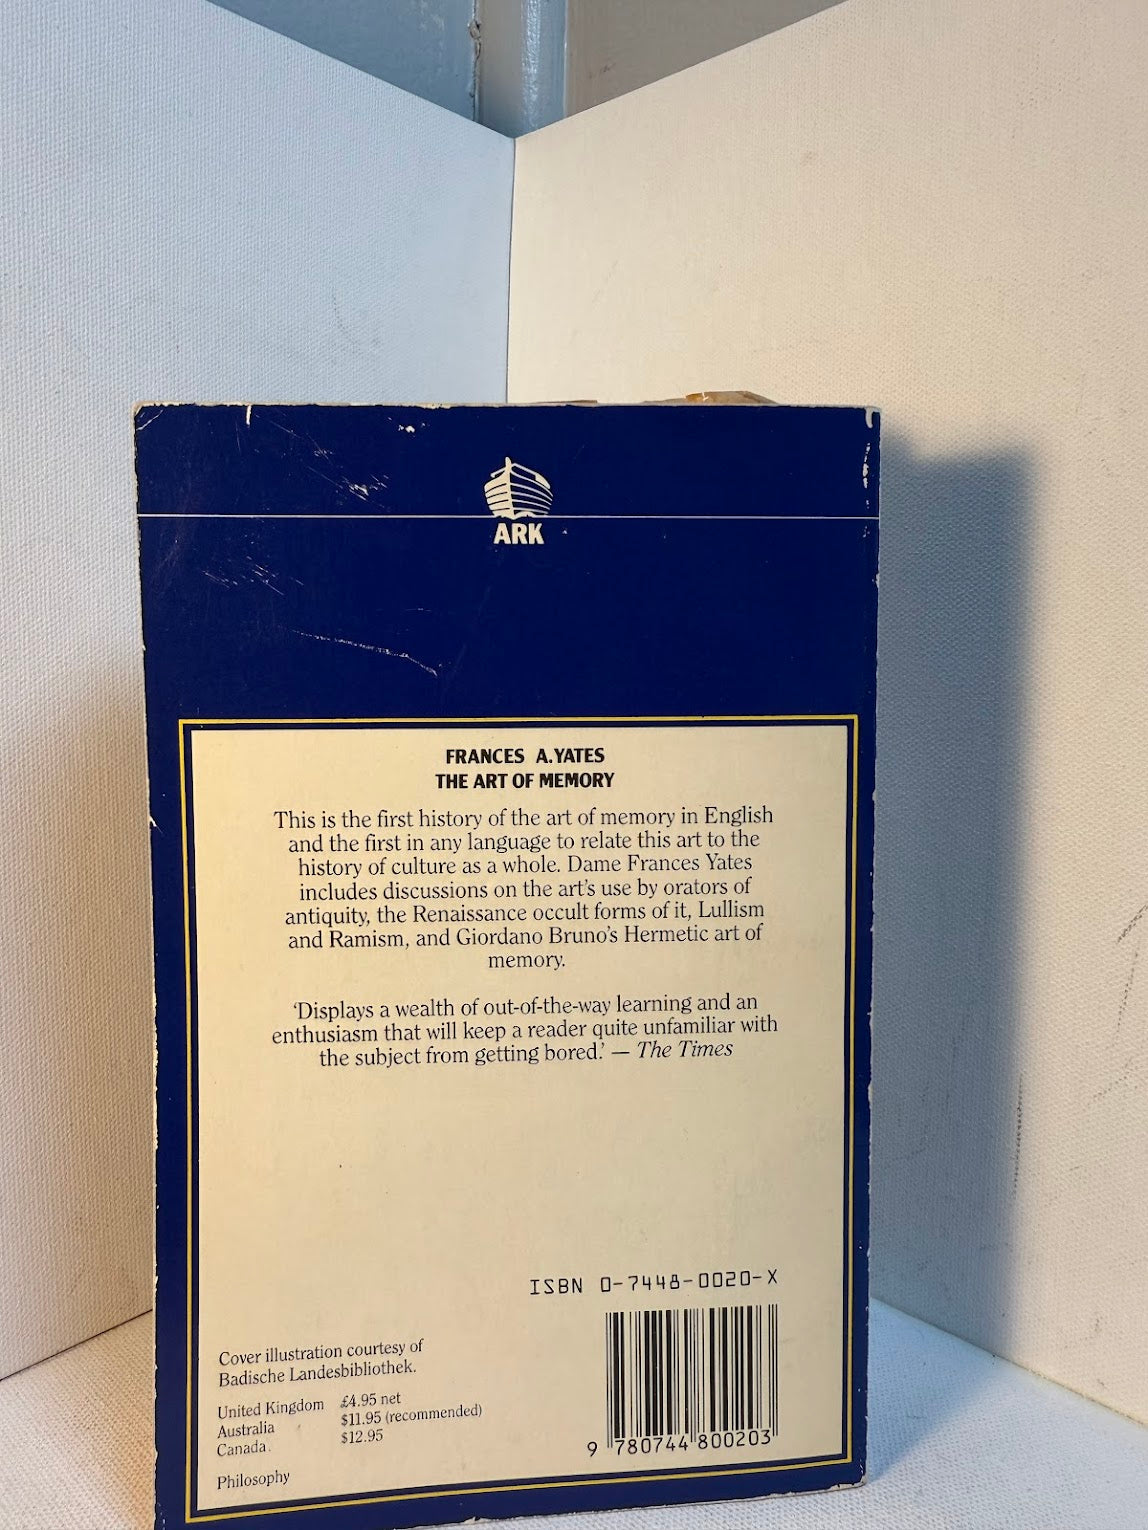 ARK
FRANCES A.YATES
THE ART OF MEMORY
This is the first history of the art of memory in English
and the first in any language to relate this art to the
history of culture as a whole. Dame Frances Yates
includes discussions on the art's use by orators of
antiquity, the Renaissance occult forms of it, Lullism
and Ramism, and Giordano Bruno's Hermetic art of
memory.
'Displays a wealth of out-of-the-way learning and an
enthusiasm that will keep a reader quite unfamiliar with
the subject from getting bored.' — The Times
ISBN 0-7448-0020-X
Cover illustration courtesy of
Badische Landesbibliothek.
United Kingdom £4.95 net
Australia $11.95 (recommended)
Canada. $12.95
9 780744 800203
Philosophy